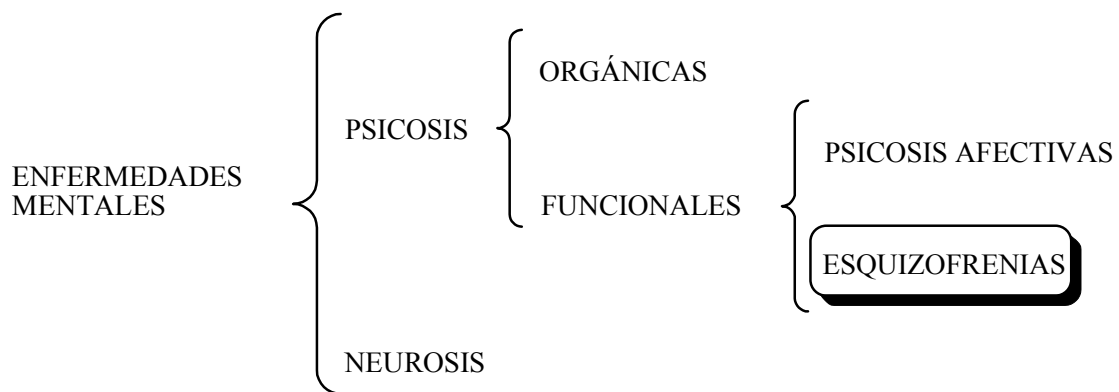 ENFERMEDADES
MENTALES
PSICOSIS
ORGÁNICAS
FUNCIONALES
PSICOSIS AFECTIVAS
ESQUIZOFRENIAS
NEUROSIS